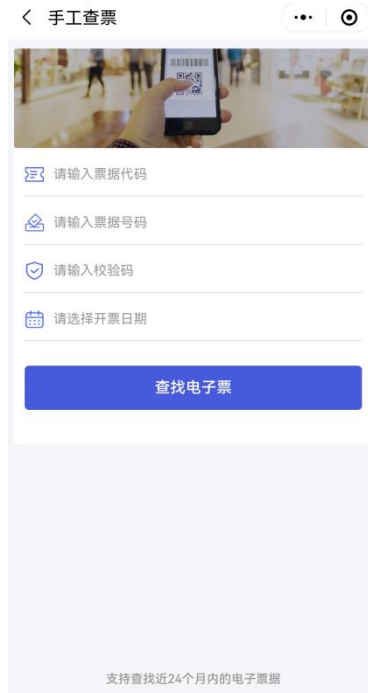 手工查票
请输入票据代码
请输入票据号码
请输入校验码
请选择开票日期
查找电子票
支持查找近24个月内的电子票据